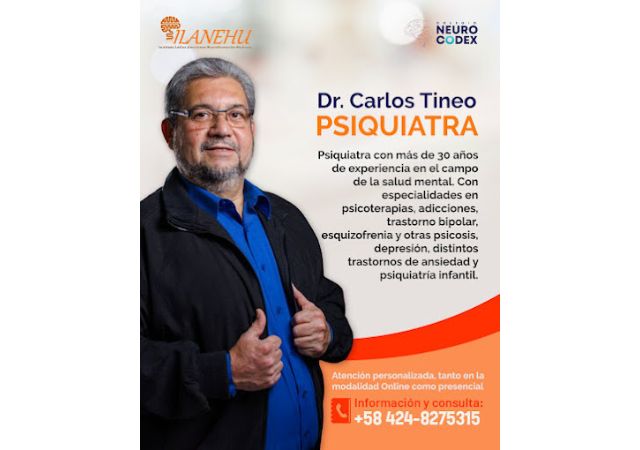 ILANEHU
COLEGIO
NEURO
CODEX
Dr. Carlos Tineo
PSIQUIATRA
Psiquiatra con más de 30 años
de experiencia en el campo
de la salud mental. Con
especialidades en
psicoterapias, adicciones,
trastorno bipolar,
esquizofrenia y otras psicosis,
depresión, distintos
trastornos de ansiedad y
psiquiatría infantil.
Atención personalizada, tanto en la
modalidad Online como presencial
Información y consulta:
+58 424-8275315